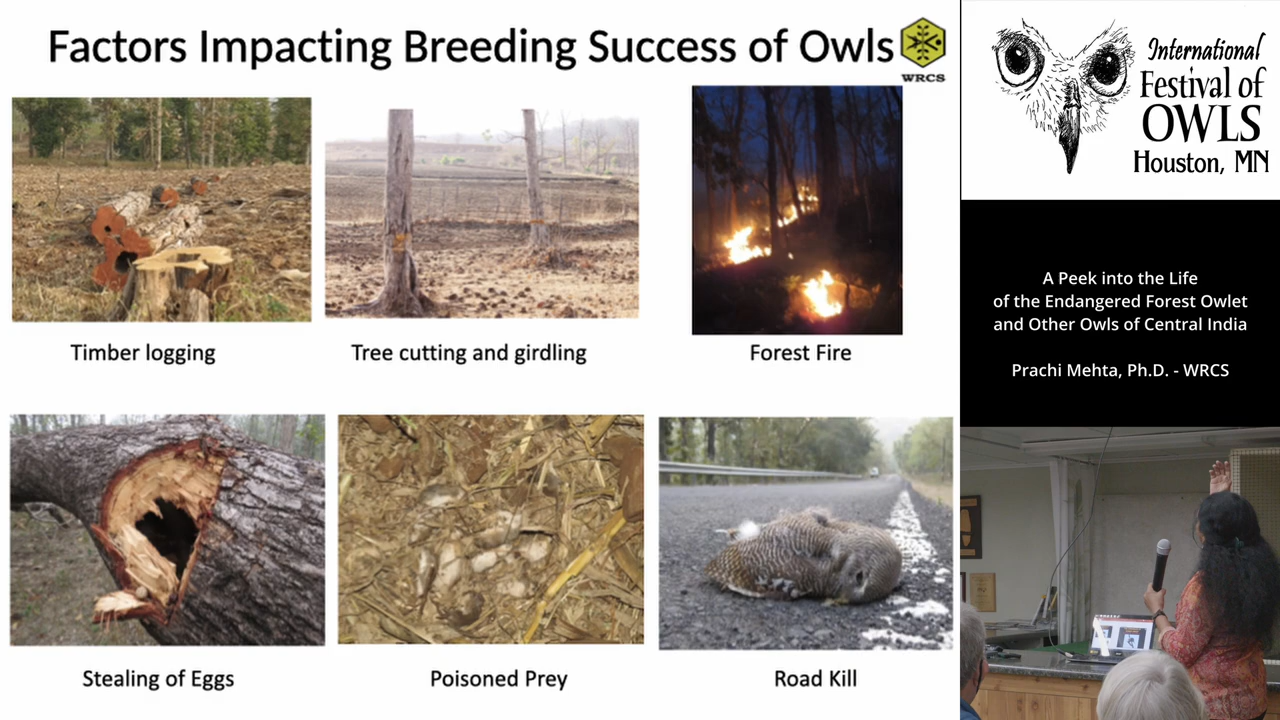 Factors Impacting Breeding Success of Owls
WRCS
Timber logging
Tree cutting and girdling
Forest Fire
Stealing of Eggs
Poisoned Prey
Road Kill
International
Festival of
OWLS
Houston, MN
A Peek into the Life
of the Endangered Forest Owlet
and Other Owls of Central India
Prachi Mehta, Ph.D. - WRCS